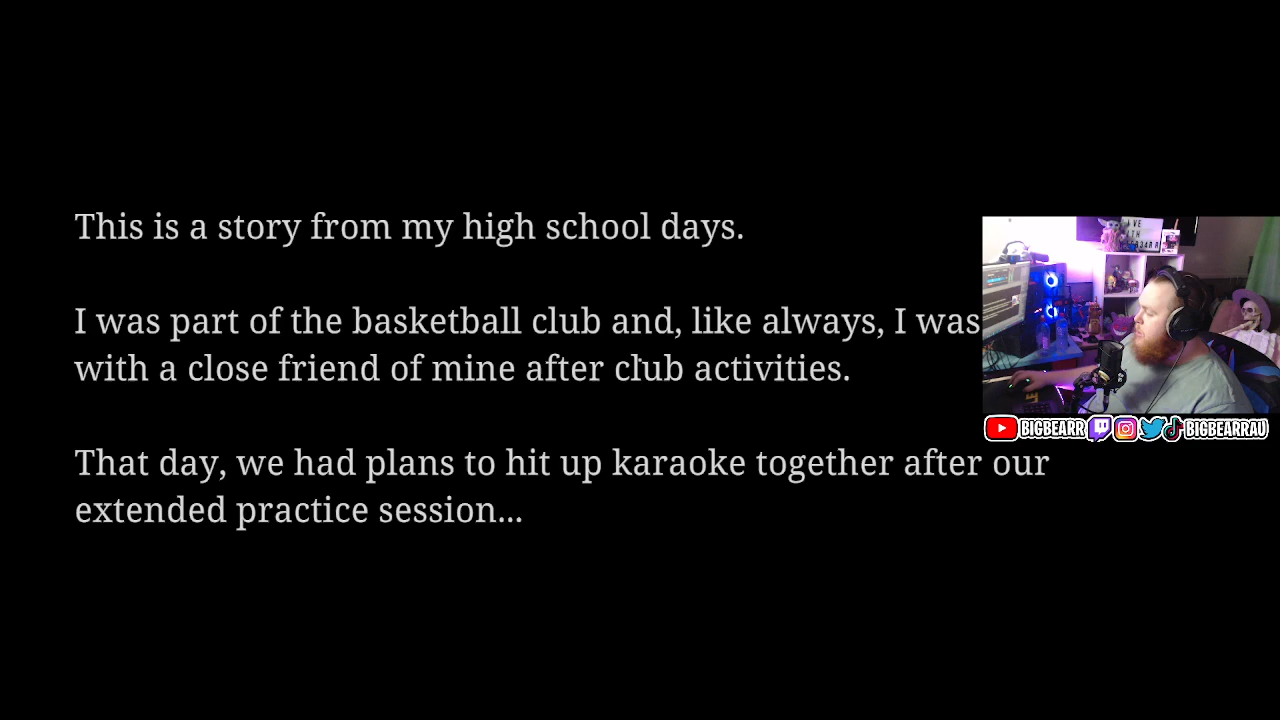 This is a story from my high school days.
I was part of the basketball club and, like always, I was
with a close friend of mine after club activities.
That day, we had plans to hit up karaoke together after our
extended practice session...
BIGBEARR
BIGBEARRAU